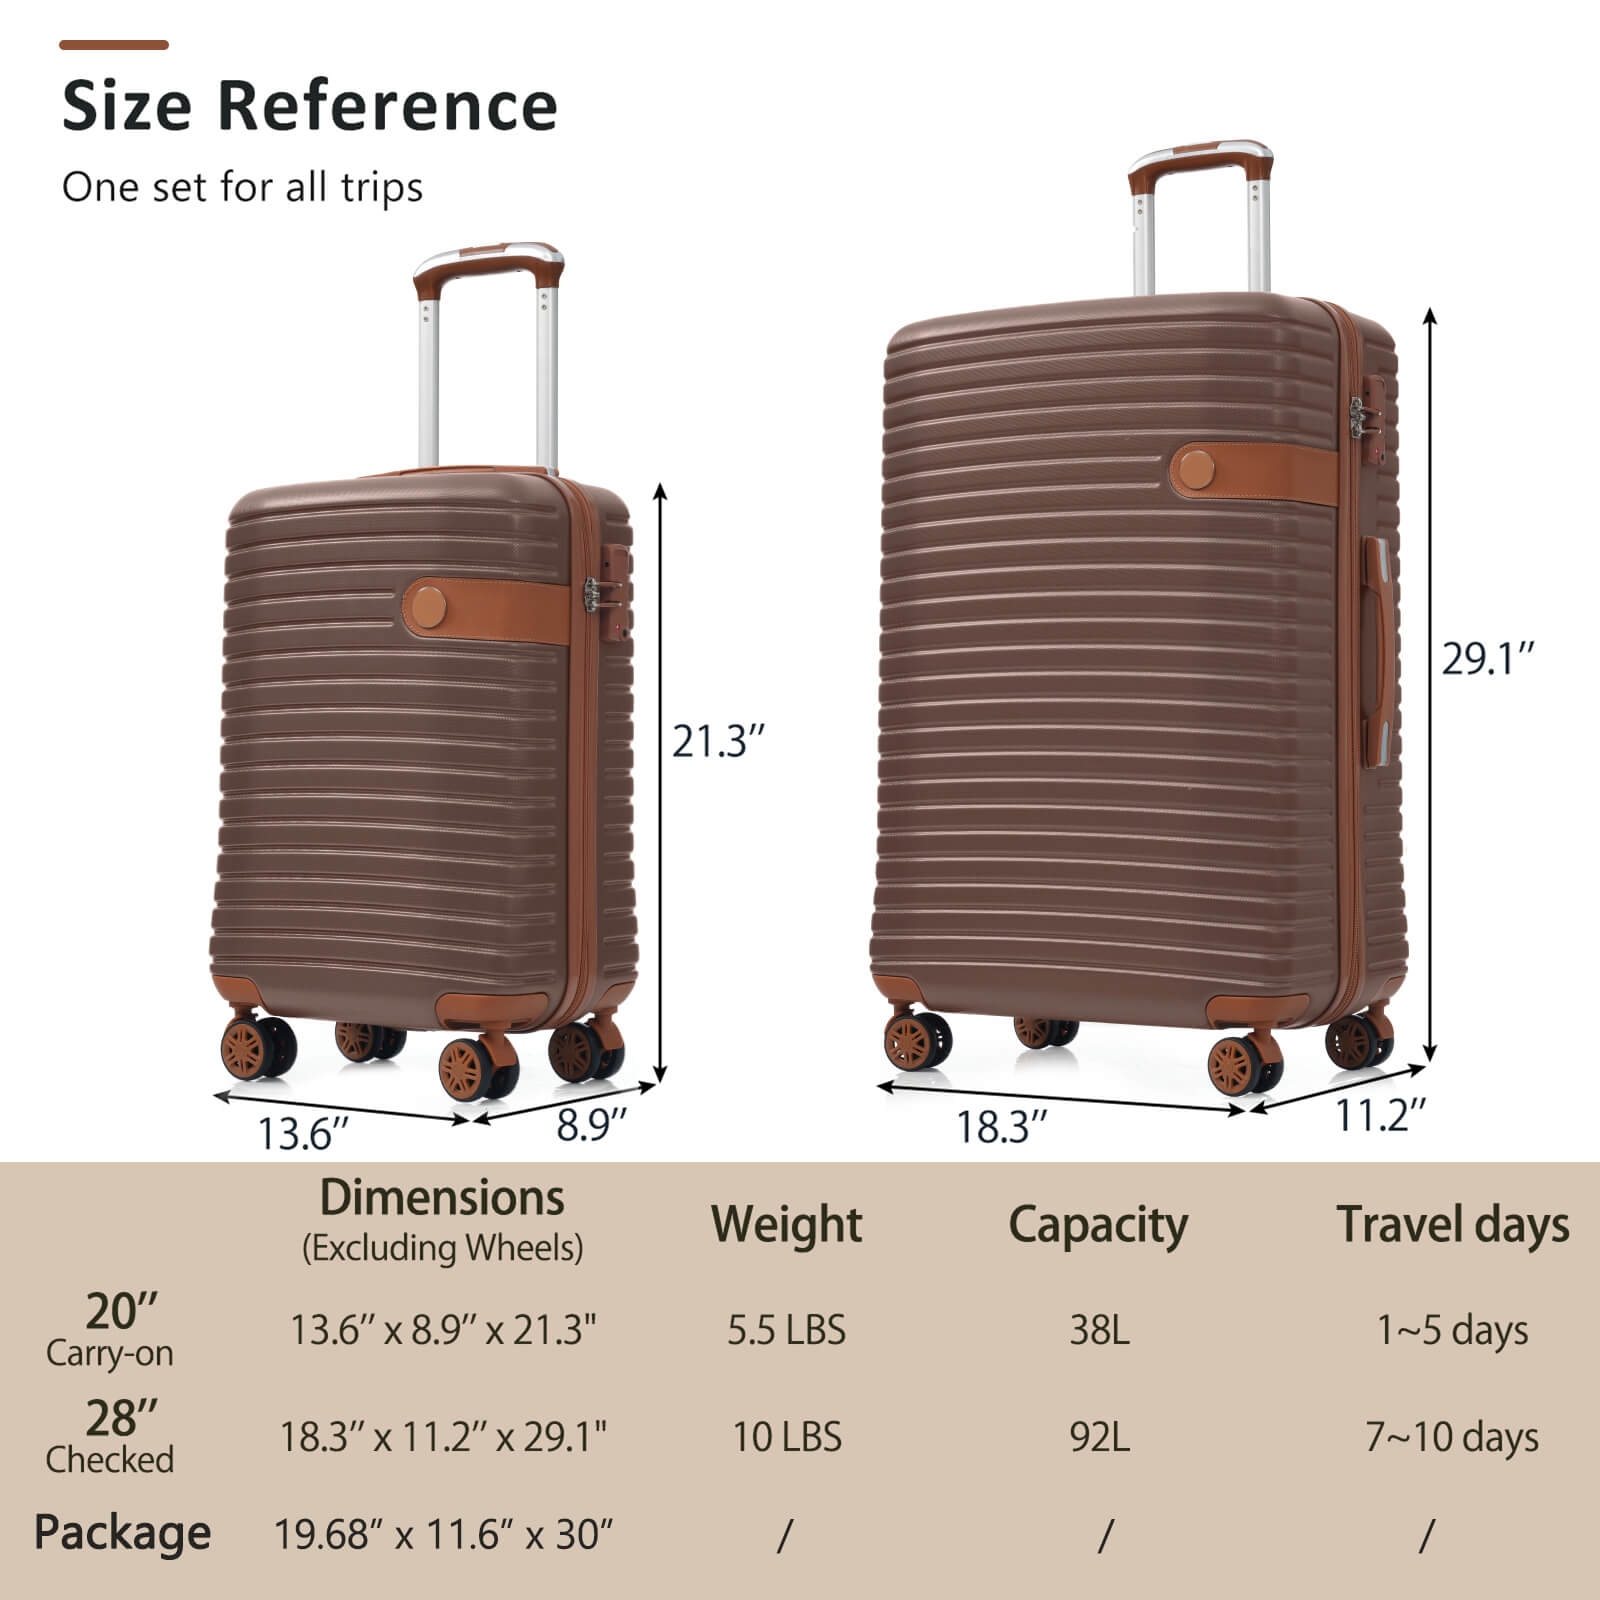 Size Reference
One set for all trips
21.3’’
13.6’’
8.9’’
29.1’’
18.3’’
11.2’’
Dimensions
(Excluding Wheels)
Weight
Capacity
Travel days
20’’
Carry-on
13.6’’ x 8.9’’ x 21.3"
5.5 LBS
38L
1~5 days
28’’
Checked
18.3’’ x 11.2’’ x 29.1"
10 LBS
92L
7~10 days
Package
19.68” x 11.6” x 30”
/
/
/